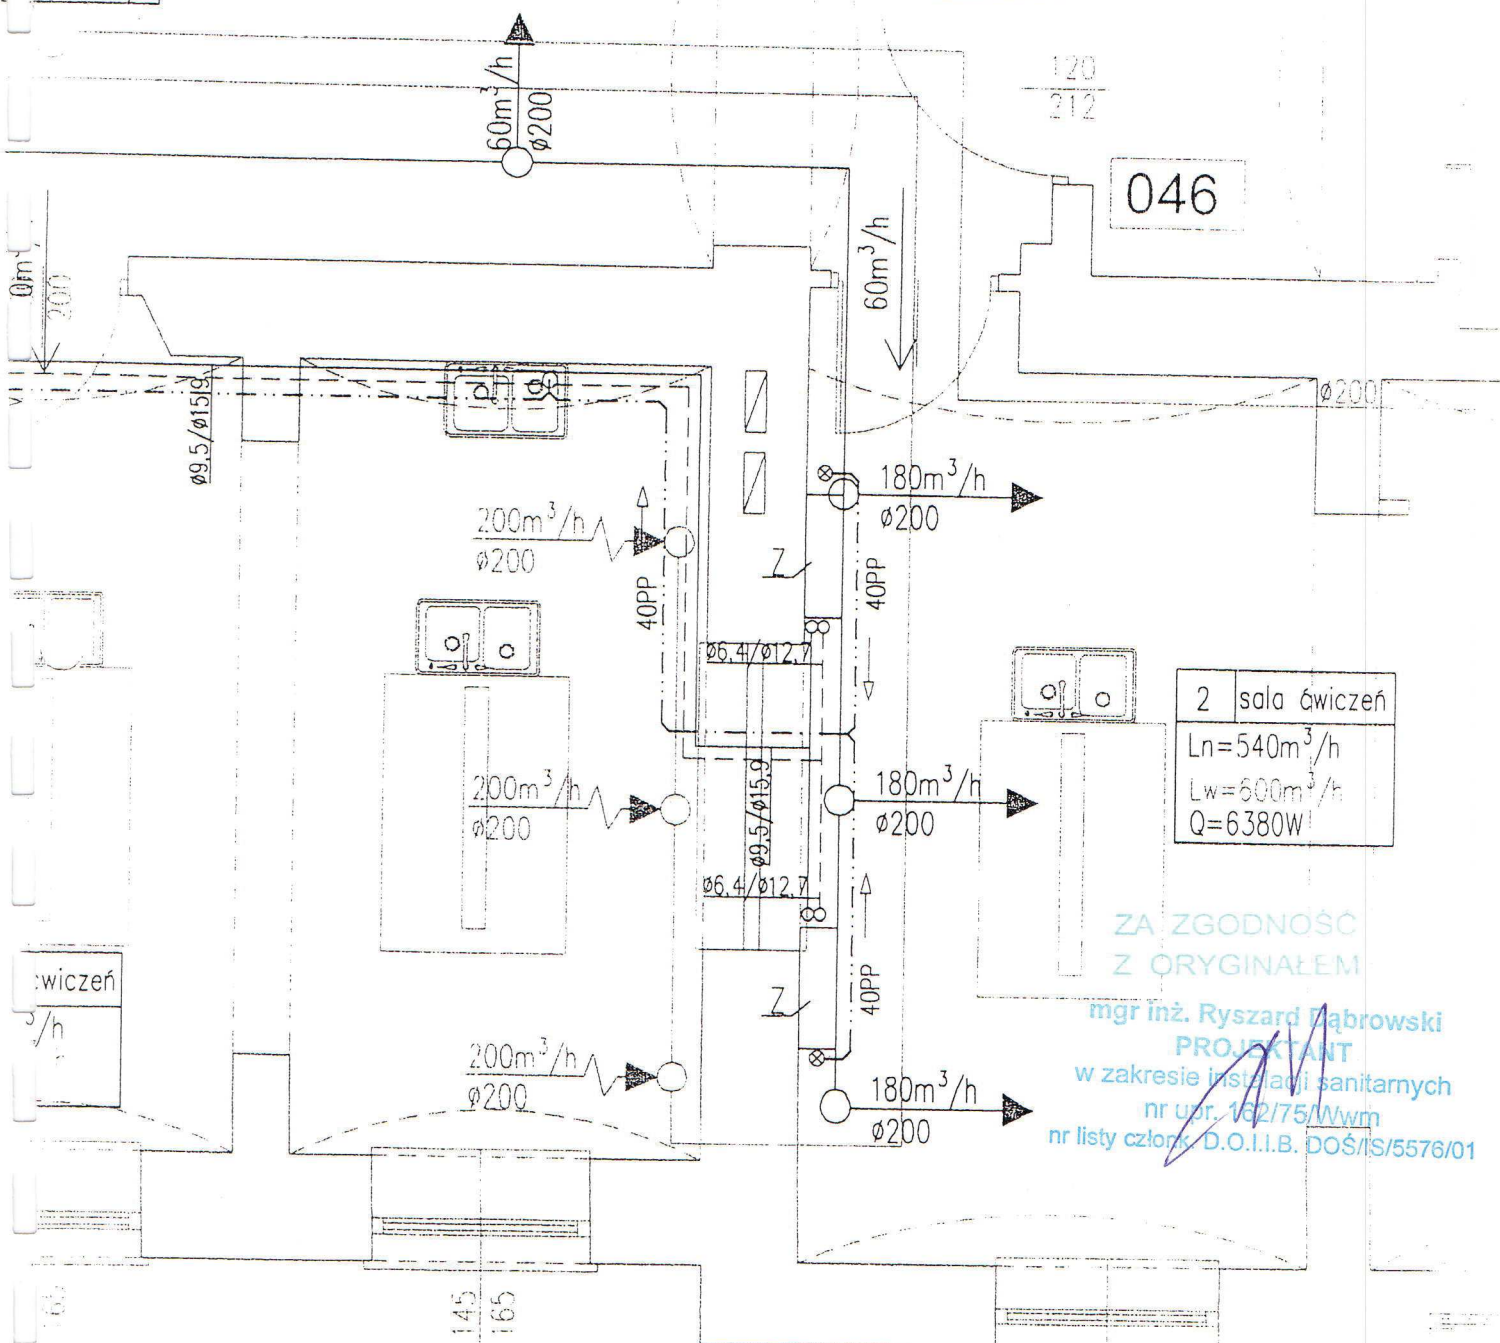 60m³/h
ø200
120
212
046
60m³/h
200
ø9.5/ø15.9
ø200
180m³/h
ø200
200m³/h
ø200
Z
40PP
40PP
ø6.4/ø12.7
2 sala ćwiczeń
Ln=540m³/h
Lw=600m³/h
Q=6380W
200m³/h
ø200
ø9.5/ø15.9
180m³/h
ø200
ø6.4/ø12.7
ZA ZGODNOŚĆ
Z ORYGINAŁEM
ćwiczeń
³/h
Z
40PP
mgr inż. Ryszard Dąbrowski
PROJEKTANT
w zakresie instalacji sanitarnych
nr upr. 162/75/Wwm
nr listy członk. D.O.I.I.B. DOŚ/IS/5576/01
200m³/h
ø200
180m³/h
ø200
145
165